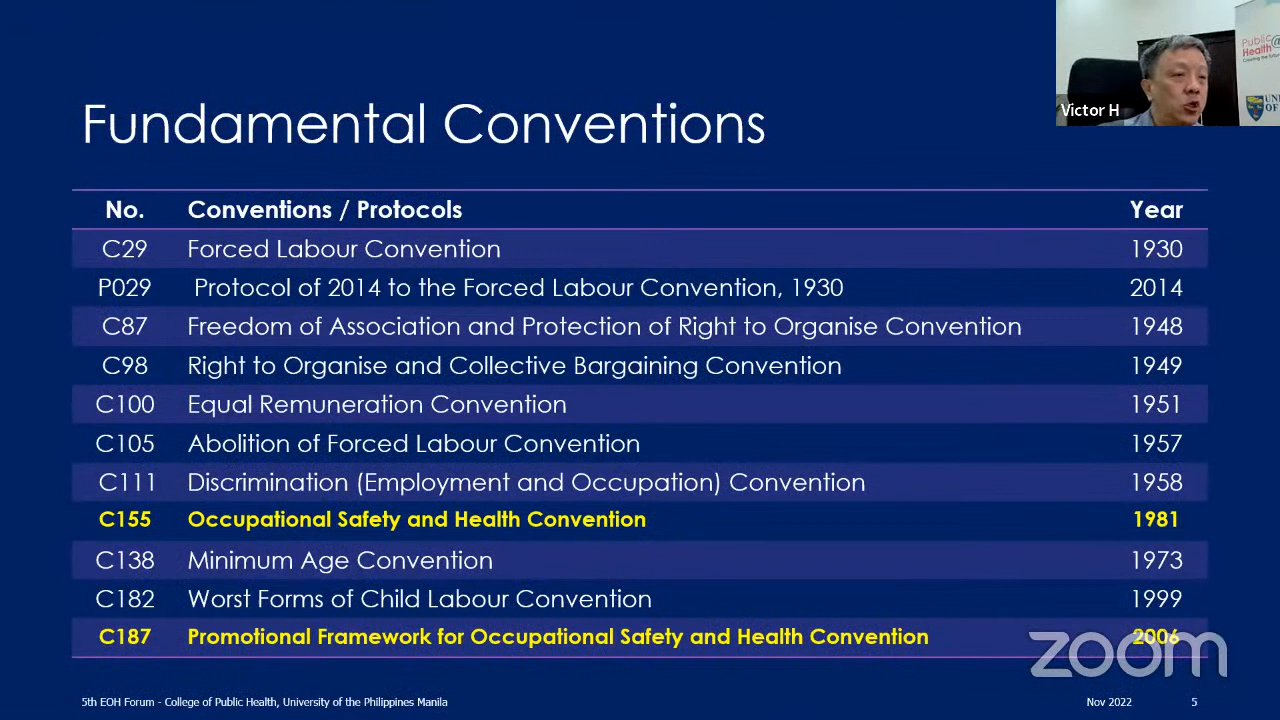 Public
Health@
UNI
OF
Victor H
Fundamental Conventions
No. Conventions / Protocols Year
C29 Forced Labour Convention 1930
P029 Protocol of 2014 to the Forced Labour Convention, 1930 2014
C87 Freedom of Association and Protection of Right to Organise Convention 1948
C98 Right to Organise and Collective Bargaining Convention 1949
C100 Equal Remuneration Convention 1951
C105 Abolition of Forced Labour Convention 1957
C111 Discrimination (Employment and Occupation) Convention 1958
C155 Occupational Safety and Health Convention 1981
C138 Minimum Age Convention 1973
C182 Worst Forms of Child Labour Convention 1999
C187 Promotional Framework for Occupational Safety and Health Convention 2006
zoom
5th EOH Forum - College of Public Health, University of the Philippines Manila Nov 2022 5